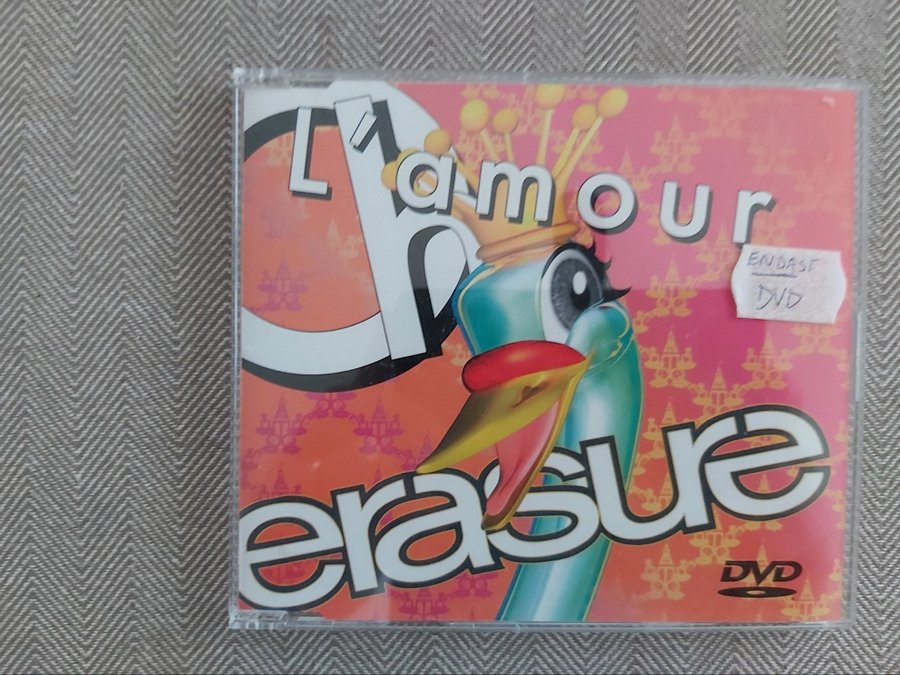 Oh
L'amour
ENDAST
DVD
erasure
DVD